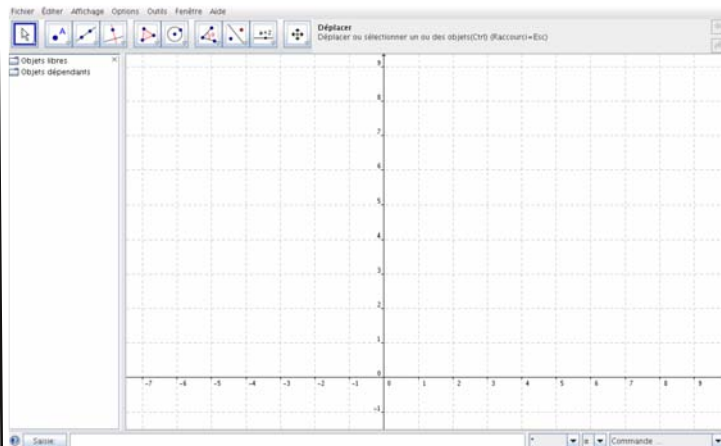 Fichier Éditer Affichage Options Outils Fenêtre Aide
A
a=2
Déplacer
Déplacer ou sélectionner un ou des objets(Ctrl) (Raccourci=Esc)
Objets libres
Objets dépendants
9
8
7
6
5
4
3
2
1
0
-7 -6 -5 -4 -3 -2 -1 0 1 2 3 4 5 6 7 8 9
-1
Saisie
α
Commande ...